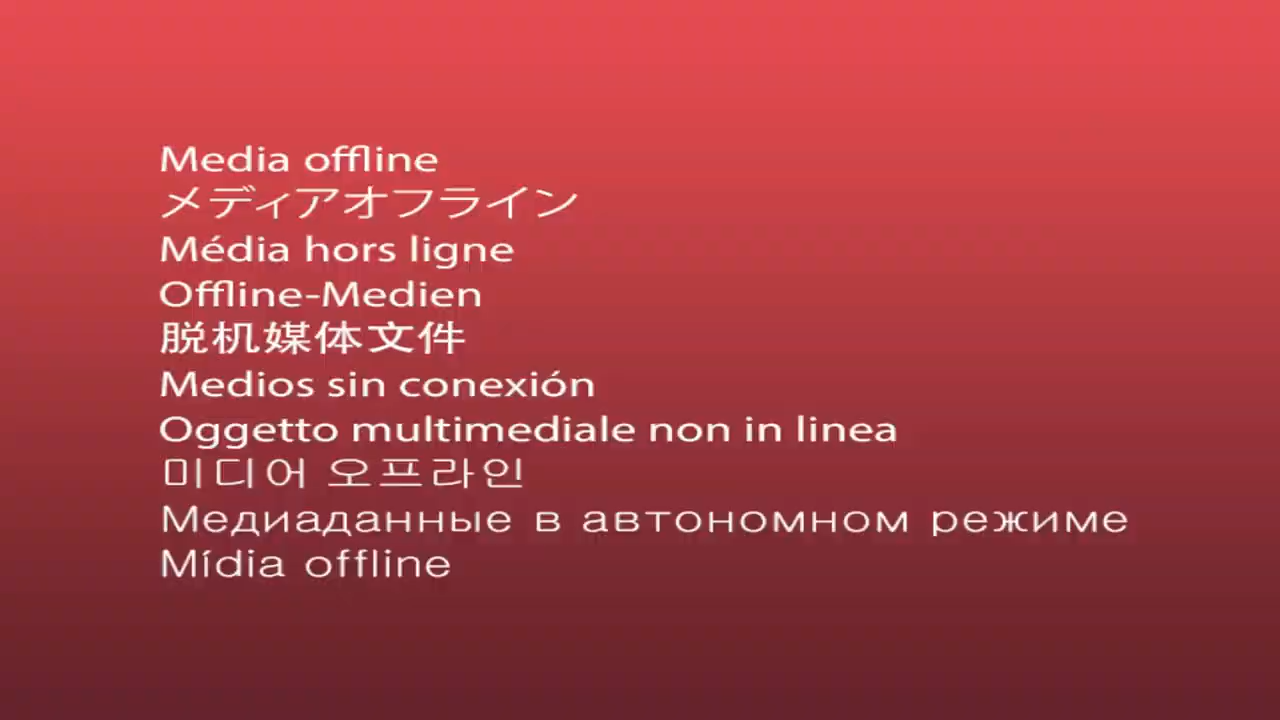 Media offline
メディアオフライン
Média hors ligne
Offline-Medien
脱机媒体文件
Medios sin conexión
Oggetto multimediale non in linea
미디어 오프라인
Медиаданные в автономном режиме
Mídia offline